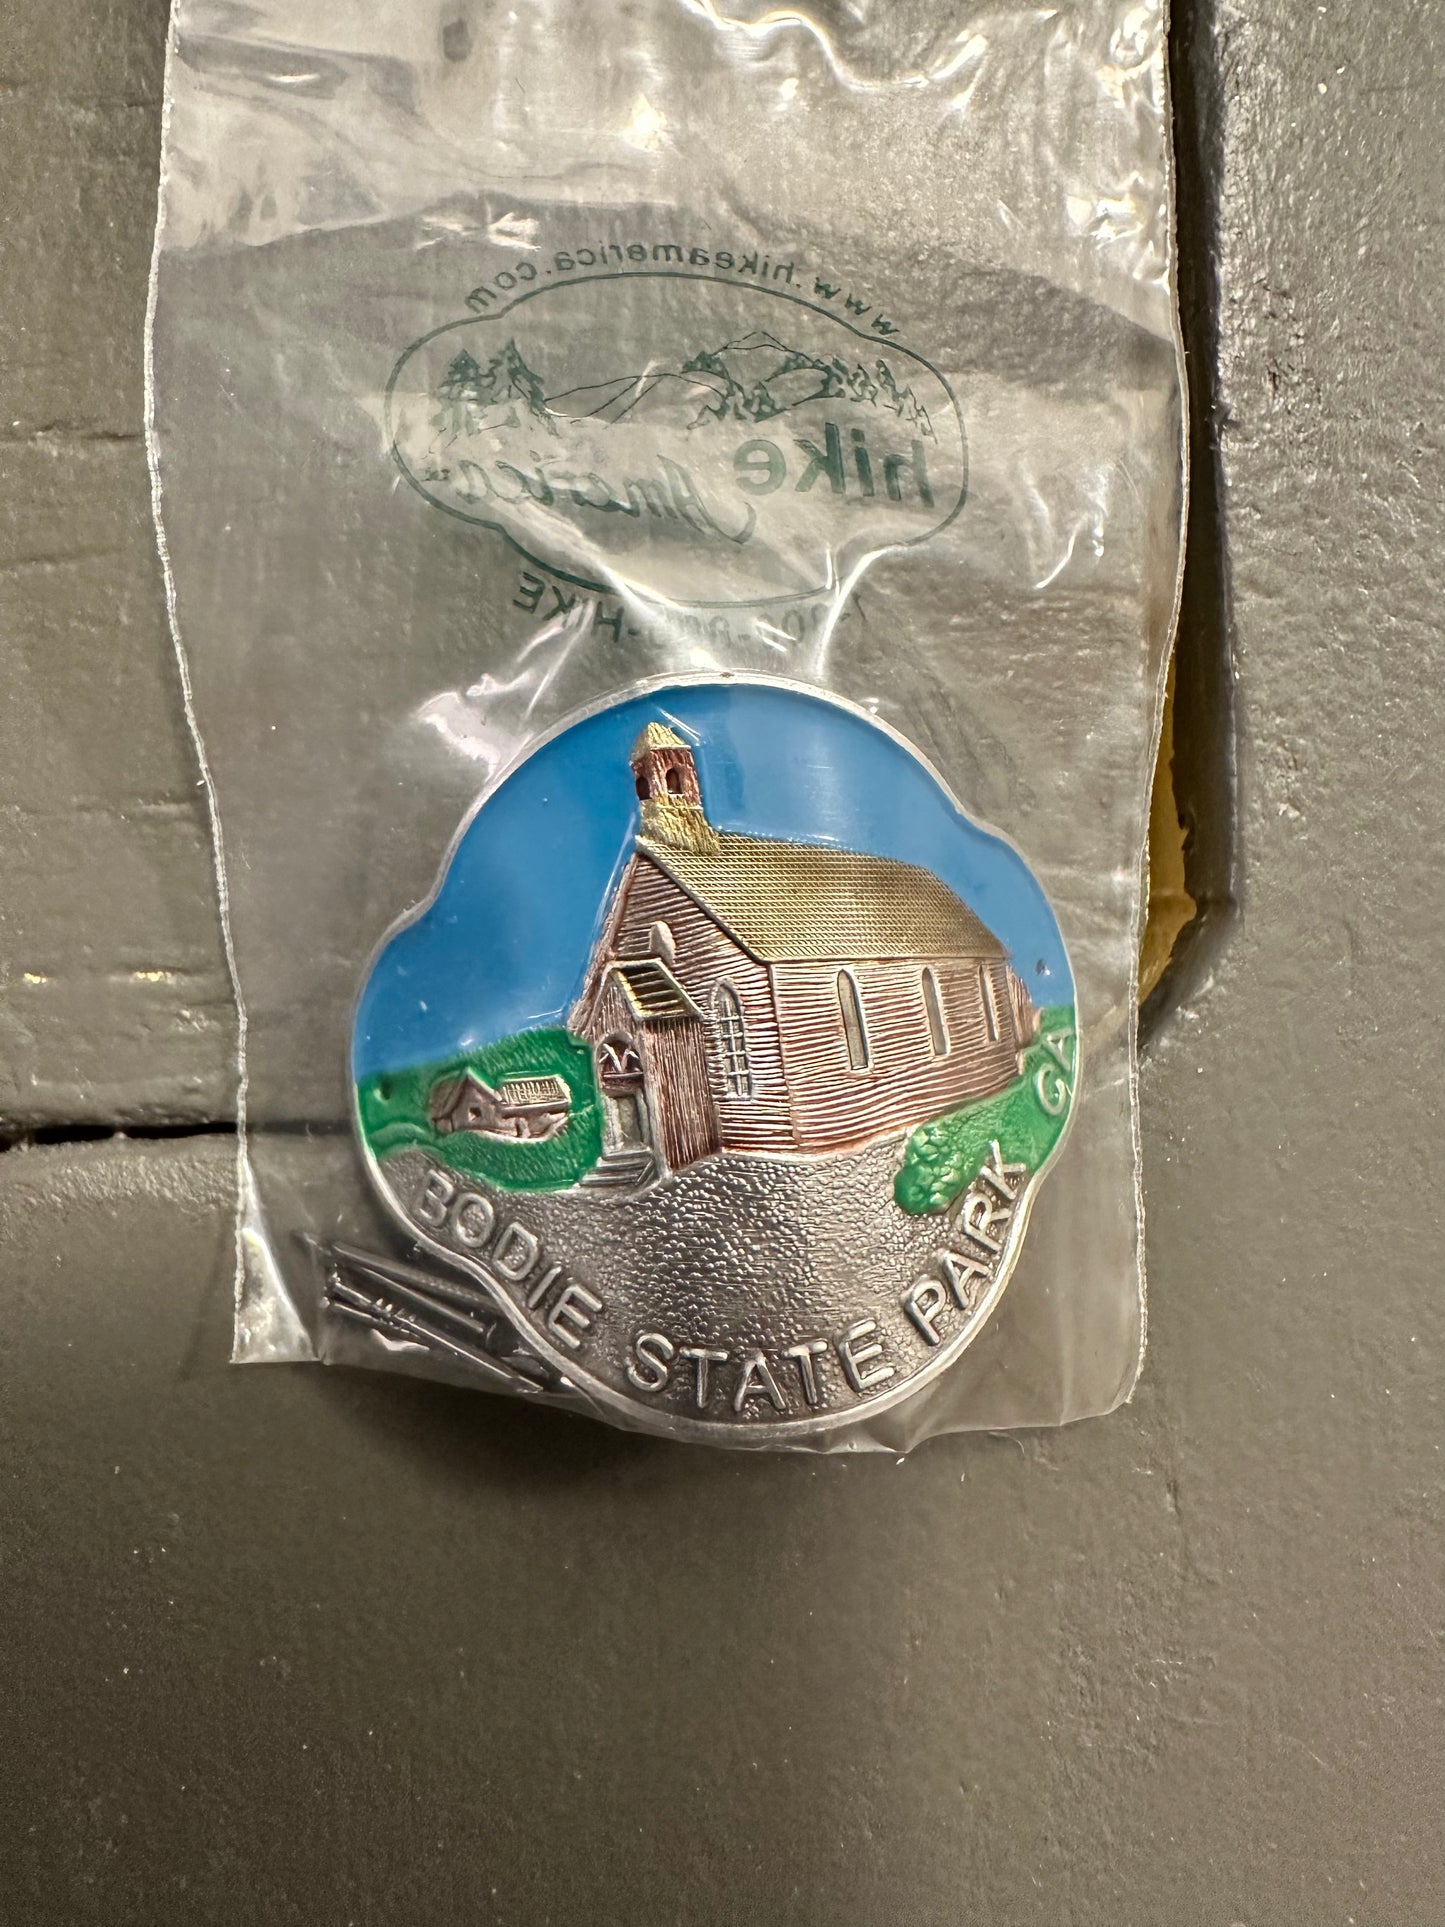 www.hikeamerica.com
hike America
BODIE STATE PARK CA